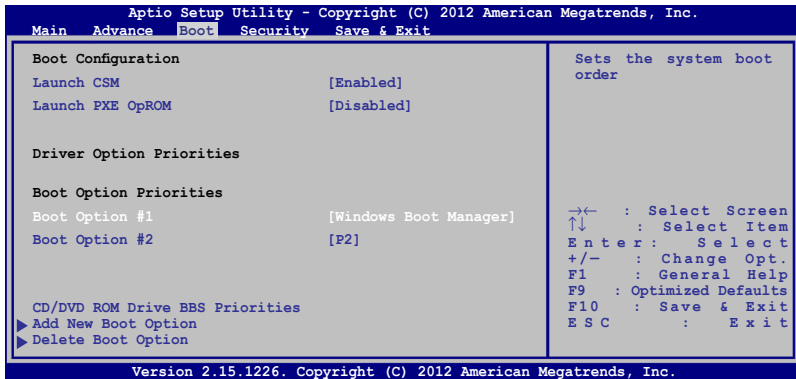 Aptio Setup Utility - Copyright (C) 2012 American Megatrends, Inc.
Main Advance Boot Security Save & Exit
Boot Configuration
Launch CSM [Enabled]
Launch PXE OpROM [Disabled]
Driver Option Priorities
Boot Option Priorities
Boot Option #1 [Windows Boot Manager]
Boot Option #2 [P2]
CD/DVD ROM Drive BBS Priorities
Add New Boot Option
Delete Boot Option
Sets the system boot
order
→← : Select Screen
↑↓ : Select Item
Enter: Select
+/— : Change Opt.
F1 : General Help
F9 : Optimized Defaults
F10 : Save & Exit
ESC : Exit
Version 2.15.1226. Copyright (C) 2012 American Megatrends, Inc.